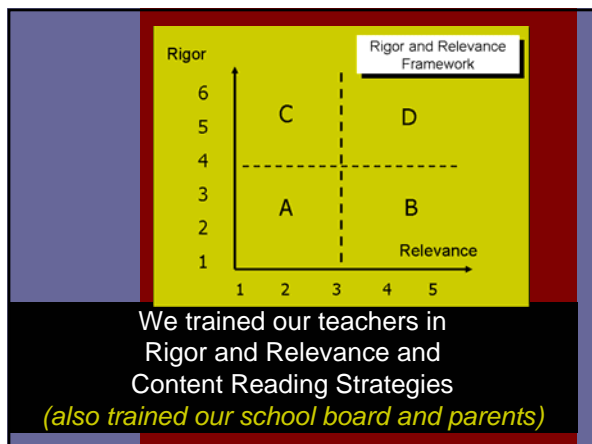 Rigor
Rigor and Relevance
Framework
6
5
4
3
2
1
C
D
A
B
Relevance
1 2 3 4 5
We trained our teachers in
Rigor and Relevance and
Content Reading Strategies
(also trained our school board and parents)